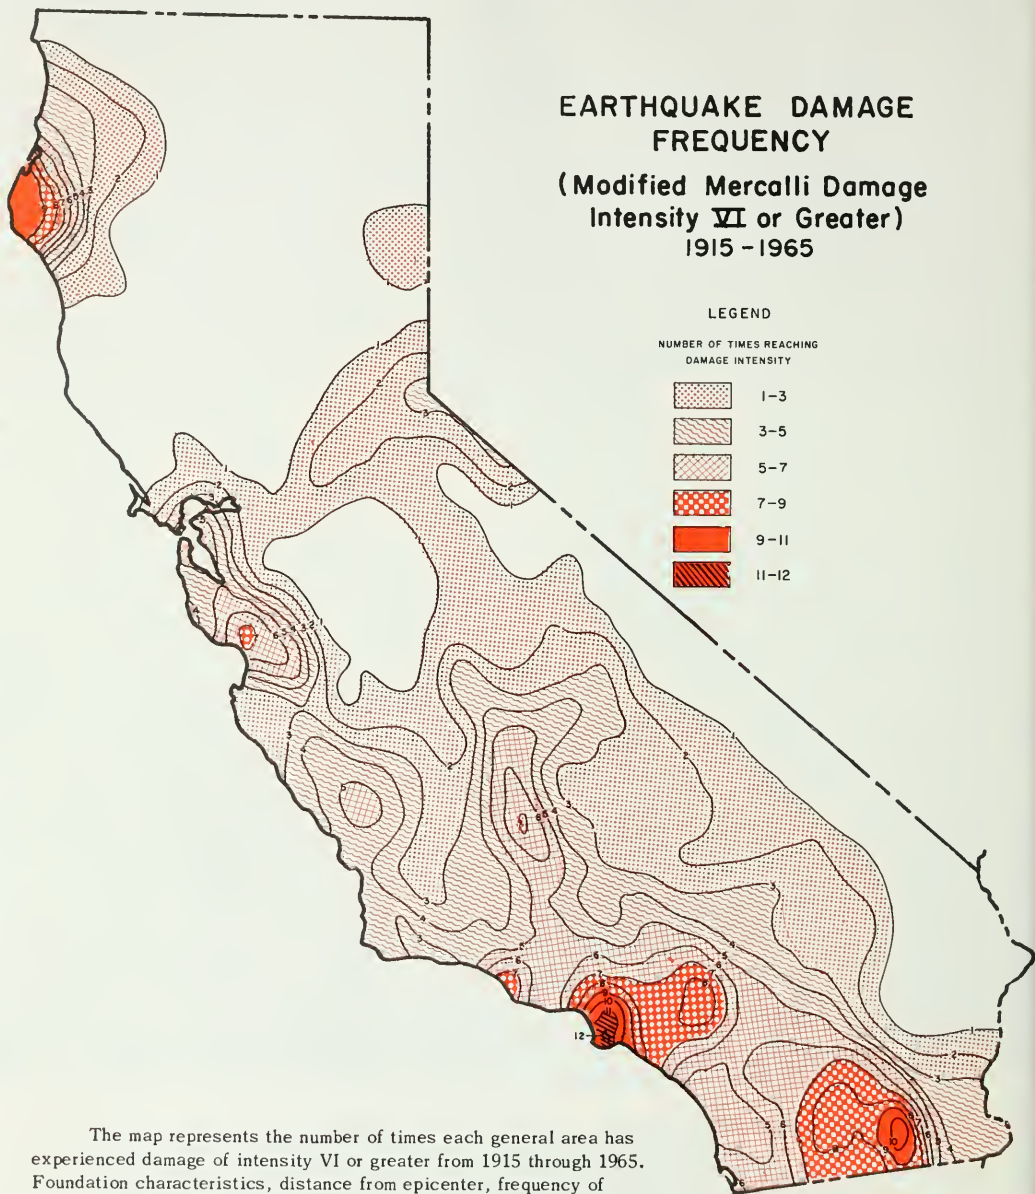 EARTHQUAKE DAMAGE
FREQUENCY
(Modified Mercalli Damage
Intensity VI or Greater)
1915-1965
LEGEND
NUMBER OF TIMES REACHING
DAMAGE INTENSITY
1-3
3-5
5-7
7-9
9-11
11-12
The map represents the number of times each general area has
experienced damage of intensity VI or greater from 1915 through 1965.
Foundation characteristics, distance from epicenter, frequency of